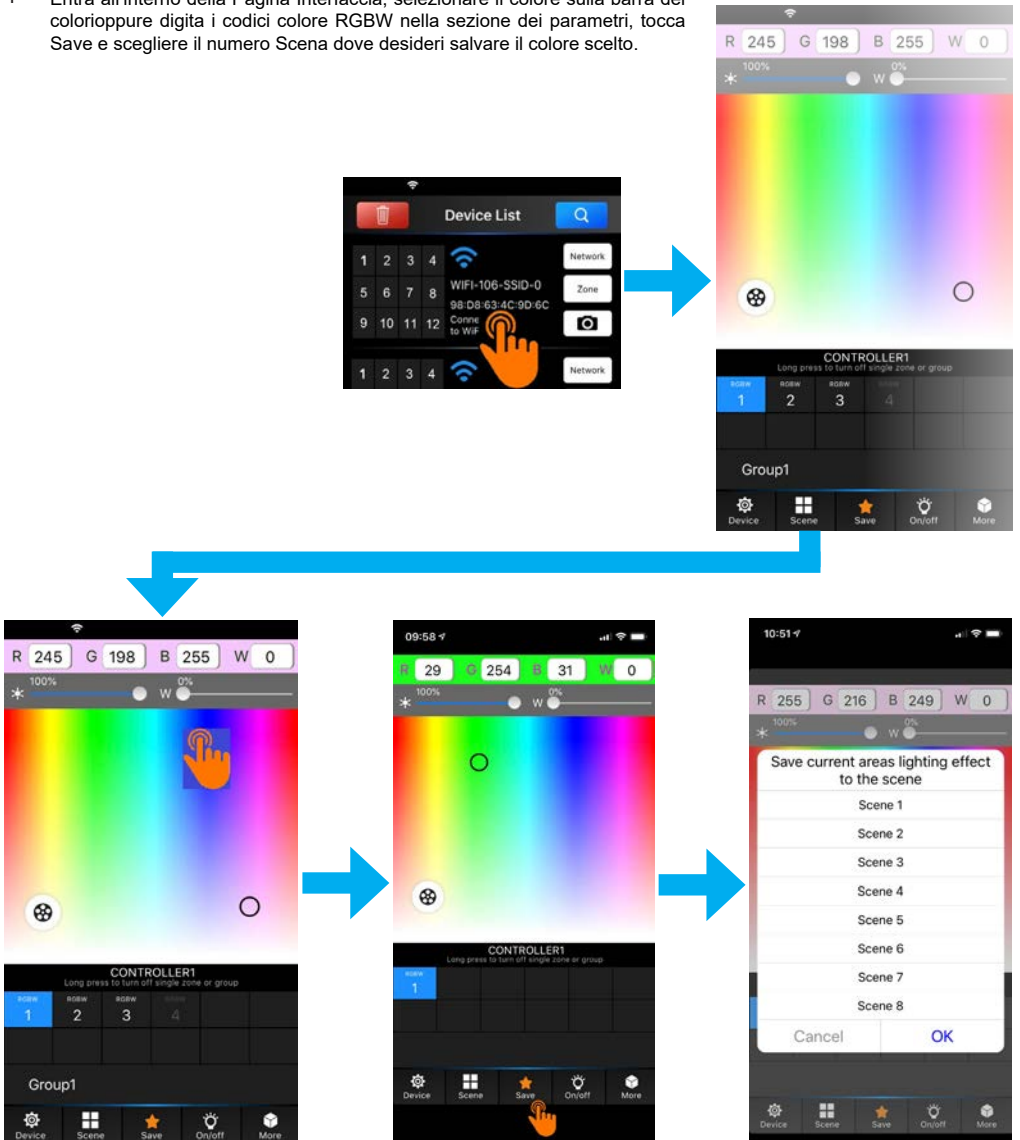 Entra all'interno della Pagina Interfaccia, selezionare il colore sulla barra dei
colorioppure digita i codici colore RGBW nella sezione dei parametri, tocca
Save e scegliere il numero Scena dove desideri salvare il colore scelto.
R 245 G 198 B 255 W 0
100% W 0%
CONTROLLER1
Long press to turn off single zone or group
RGBW RGBW RGBW RGBW
1 2 3 4
Group1
Device Scene Save On/off More
Device List
1 2 3 4 Network
5 6 7 8 WIFI-106-SSID-0 Zone
98:D8:63:4C:9D:6C
9 10 11 12 Conne
to WiF
1 2 3 4 Network
R 245 G 198 B 255 W 0
100% W 0%
CONTROLLER1
Long press to turn off single zone or group
RGBW RGBW RGBW RGBW
1 2 3 4
Group1
Device Scene Save On/off More
09:58
R 29 G 254 B 31 W 0
100% W 0%
CONTROLLER1
Long press to turn off single zone or group
RGBW
1
Device Scene Save On/off More
10:51
R 255 G 216 B 249 W 0
100% W 0%
Save current areas lighting effect
to the scene
Scene 1
Scene 2
Scene 3
Scene 4
Scene 5
Scene 6
Scene 7
Scene 8
Cancel OK
Device Scene Save On/off More